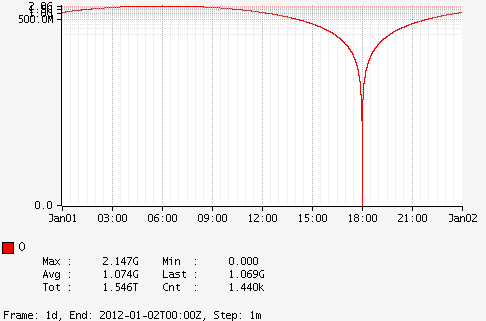 500.0M
0.0
Jan01 03:00 06:00 09:00 12:00 15:00 18:00 21:00 Jan02
0
Max : 2.147G Min : 0.000
Avg : 1.074G Last : 1.069G
Tot : 1.546T Cnt : 1.440k
Frame: 1d, End: 2012-01-02T00:00Z, Step: 1m